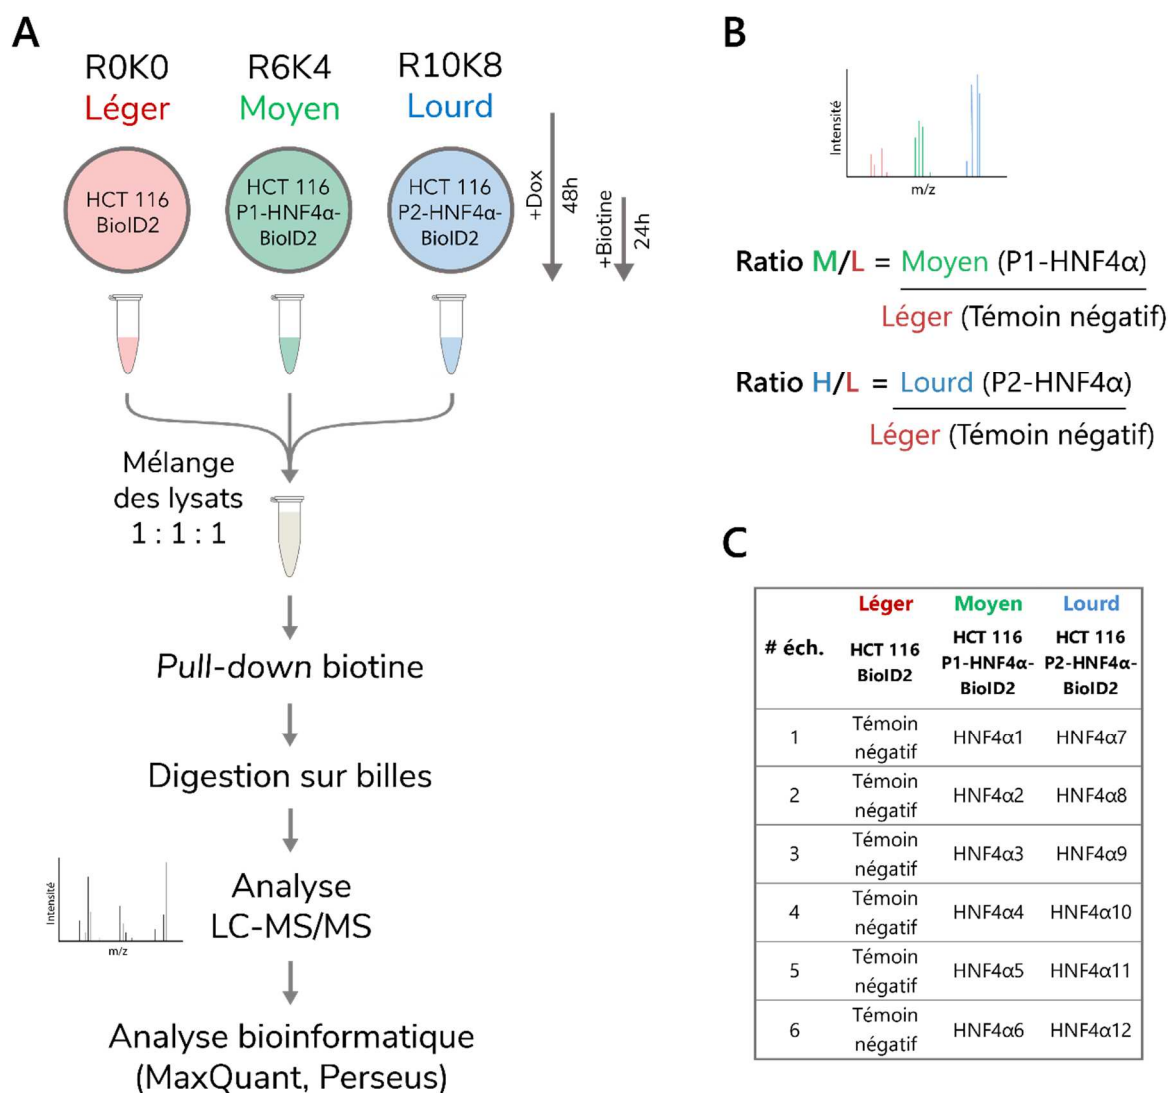 A
R0K0
Léger
R6K4
Moyen
R10K8
Lourd
HCT 116
BioID2
HCT 116
P1-HNF4α-
BioID2
HCT 116
P2-HNF4α-
BioID2
+Dox
48h
+Biotine
24h
Mélange
des lysats
1 : 1 : 1
Pull-down biotine
Digestion sur billes
Intensité
m/z
Analyse
LC-MS/MS
Analyse bioinformatique
(MaxQuant, Perseus)
B
Intensité
m/z
Ratio M/L = Moyen (P1-HNF4α)
Léger (Témoin négatif)
Ratio H/L = Lourd (P2-HNF4α)
Léger (Témoin négatif)
C
# éch.
Léger
HCT 116
BioID2
Moyen
HCT 116
P1-HNF4α-
BioID2
Lourd
HCT 116
P2-HNF4α-
BioID2
1 Témoin négatif HNF4α1 HNF4α7
2 Témoin négatif HNF4α2 HNF4α8
3 Témoin négatif HNF4α3 HNF4α9
4 Témoin négatif HNF4α4 HNF4α10
5 Témoin négatif HNF4α5 HNF4α11
6 Témoin négatif HNF4α6 HNF4α12